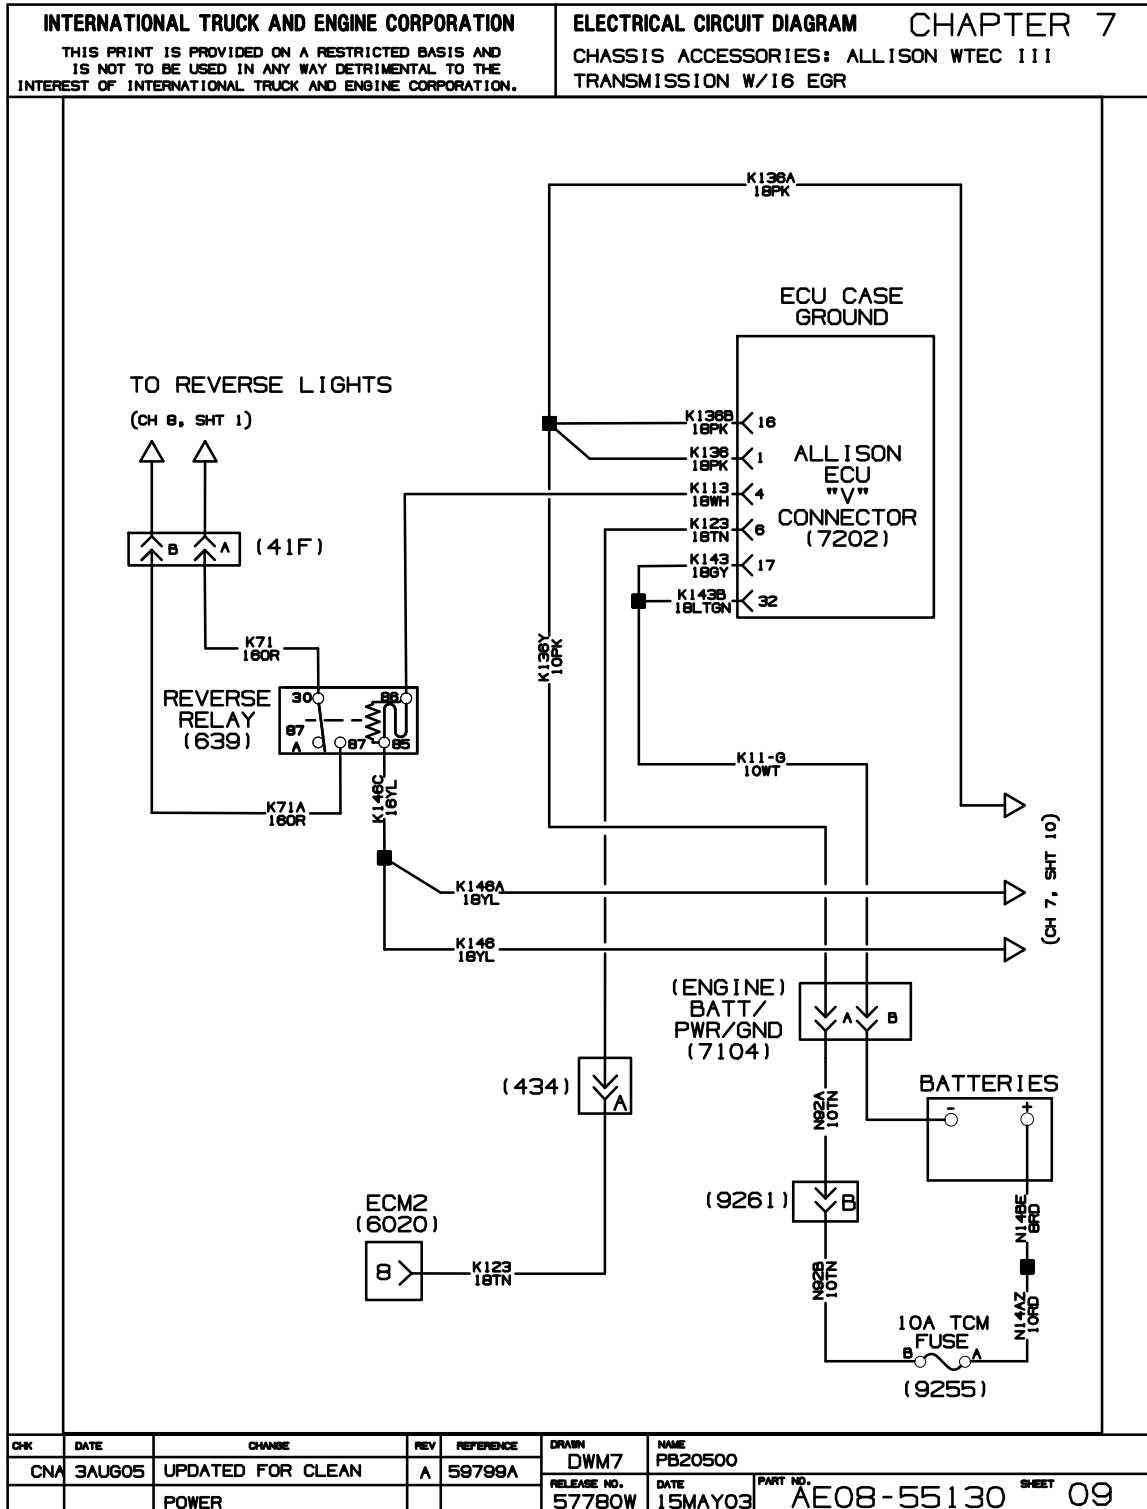 INTERNATIONAL TRUCK AND ENGINE CORPORATION
THIS PRINT IS PROVIDED ON A RESTRICTED BASIS AND
IS NOT TO BE USED IN ANY WAY DETRIMENTAL TO THE
INTEREST OF INTERNATIONAL TRUCK AND ENGINE CORPORATION.
ELECTRICAL CIRCUIT DIAGRAM CHAPTER 7
CHASSIS ACCESSORIES: ALLISON WTEC III
TRANSMISSION W/I6 EGR
K136A
18PK
ECU CASE
GROUND
TO REVERSE LIGHTS
(CH 8, SHT 1)
K136B
18PK
16
K136
18PK
1
K113
18WH
4
K123
18TN
6
K143
18GY
17
K143B
18LTGN
32
ALLISON
ECU
"V"
CONNECTOR
(7202)
B A (41F)
K71
16OR
K136Y
10PK
REVERSE
RELAY
(639)
30 86
87
A 87 85
K11-G
10WT
K71A
16OR
K146C
16YL
K146A
18YL
K146
18YL
(CH 7, SHT 10)
(ENGINE)
BATT/
PWR/GND
(7104)
A B
(434)
A
BATTERIES
- +
N92A
10TN
(9261) B
N14BE
8RD
ECM2
(6020)
8
K123
18TN
N92B
10TN
N14AZ
10RD
10A TCM
FUSE
B A
(9255)
CHK DATE CHANGE REV REFERENCE
CNA 3AUG05 UPDATED FOR CLEAN A 59799A
POWER
DRAWN
DWM7
NAME
PB20500
RELEASE NO.
57780W
DATE
15MAY03
PART NO.
AE08-55130
SHEET 09